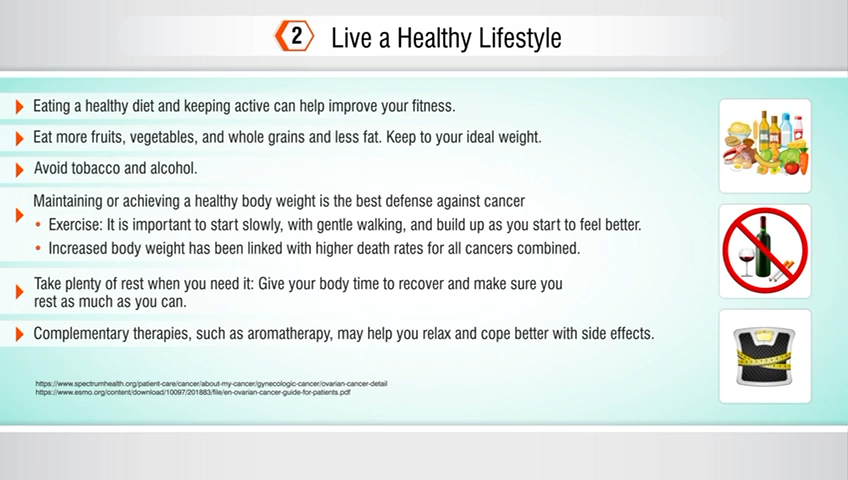 2 Live a Healthy Lifestyle
Eating a healthy diet and keeping active can help improve your fitness.
Eat more fruits, vegetables, and whole grains and less fat. Keep to your ideal weight.
Avoid tobacco and alcohol.
Maintaining or achieving a healthy body weight is the best defense against cancer
• Exercise: It is important to start slowly, with gentle walking, and build up as you start to feel better.
• Increased body weight has been linked with higher death rates for all cancers combined.
Take plenty of rest when you need it: Give your body time to recover and make sure you
rest as much as you can.
Complementary therapies, such as aromatherapy, may help you relax and cope better with side effects.
https://www.spectrumhealth.org/patient-care/cancer/about-my-cancer/gynecologic-cancer/ovarian-cancer-detail
https://www.esmo.org/content/download/10097/201883/file/en-ovarian-cancer-guide-for-patients.pdf